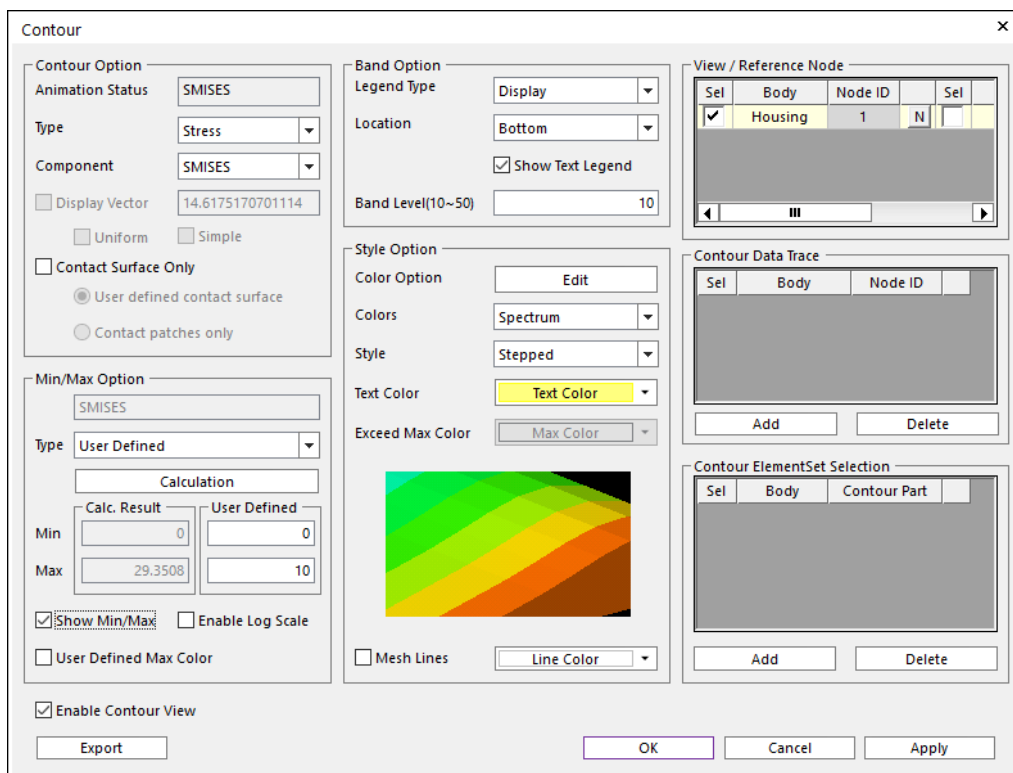 Contour
Contour Option
Animation Status SMISES
Type Stress
Component SMISES
Display Vector 14.6175170701114
Uniform Simple
Contact Surface Only
User defined contact surface
Contact patches only
Min/Max Option
SMISES
Type User Defined
Calculation
Calc. Result User Defined
Min 0 0
Max 29.3508 10
Show Min/Max Enable Log Scale
User Defined Max Color
Enable Contour View
Export
Band Option
Legend Type Display
Location Bottom
Show Text Legend
Band Level(10~50) 10
Style Option
Color Option Edit
Colors Spectrum
Style Stepped
Text Color Text Color
Exceed Max Color Max Color
Mesh Lines Line Color
View / Reference Node
Sel Body Node ID Sel
Housing 1 N
Contour Data Trace
Sel Body Node ID
Add Delete
Contour ElementSet Selection
Sel Body Contour Part
Add Delete
OK Cancel Apply